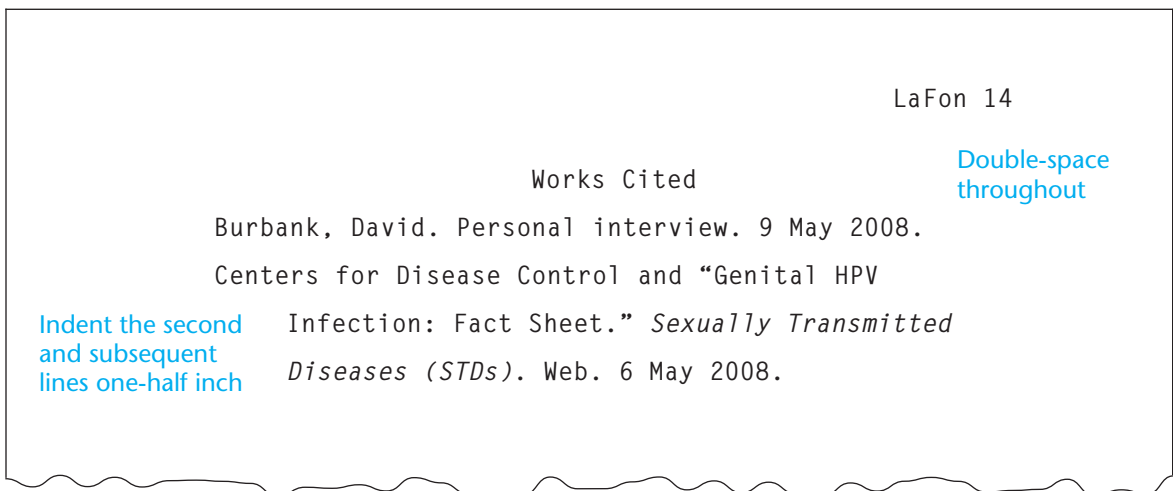 LaFon 14
Double-space
throughout
Works Cited
Burbank, David. Personal interview. 9 May 2008.
Centers for Disease Control and “Genital HPV
Indent the second
and subsequent
lines one-half inch
Infection: Fact Sheet.” Sexually Transmitted
Diseases (STDs). Web. 6 May 2008.